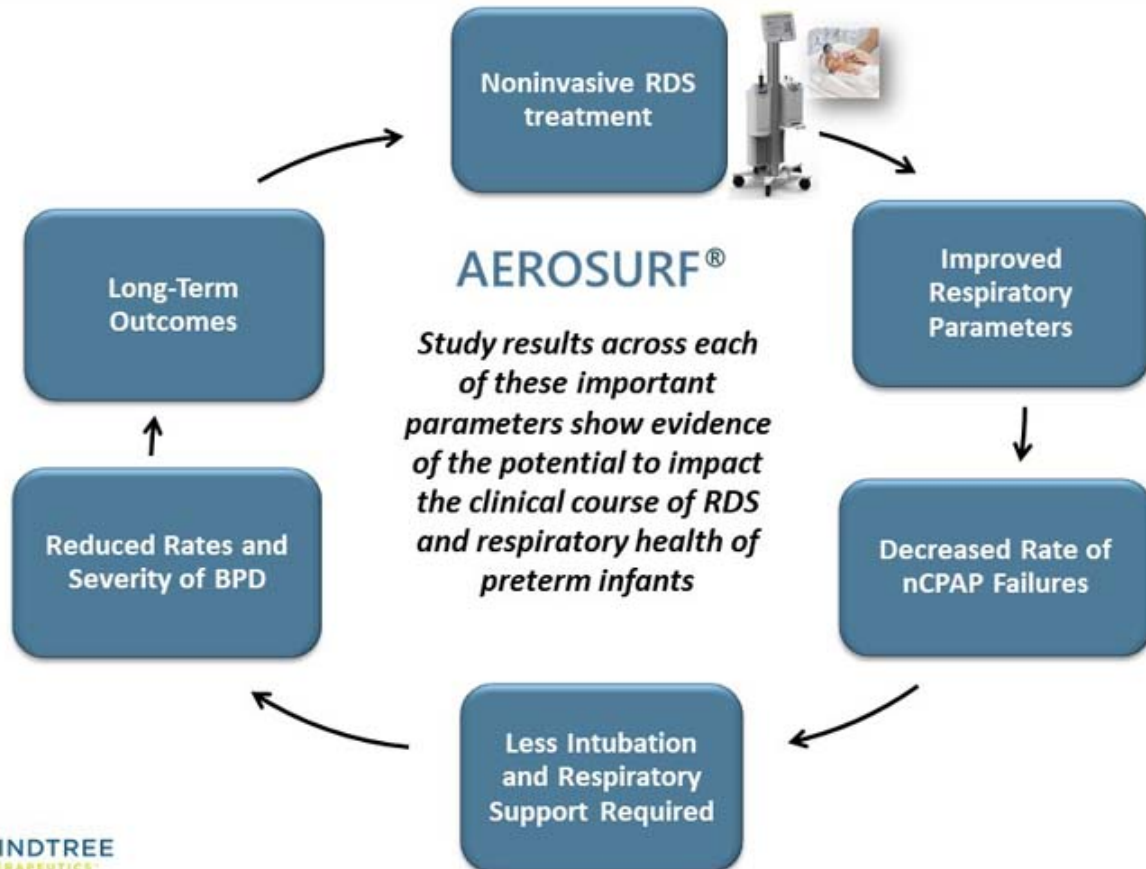 Noninvasive RDS
treatment
Improved
Respiratory
Parameters
Decreased Rate of
nCPAP Failures
Less Intubation
and Respiratory
Support Required
Reduced Rates and
Severity of BPD
Long-Term
Outcomes
AEROSURF®
Study results across each
of these important
parameters show evidence
of the potential to impact
the clinical course of RDS
and respiratory health of
preterm infants
INDTREE